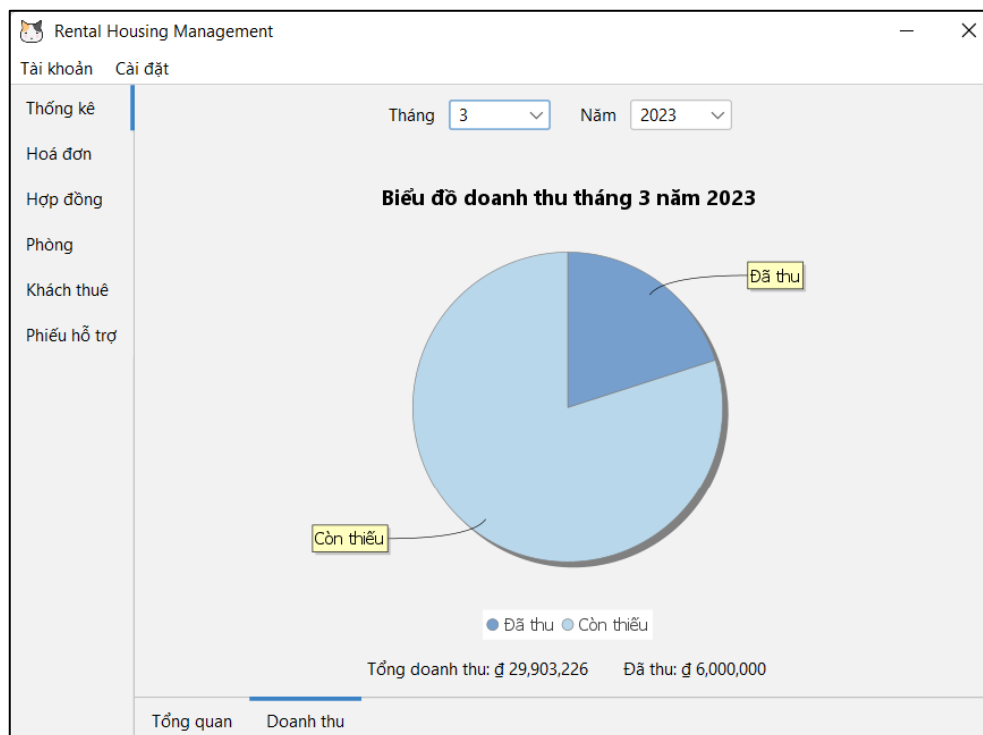 Rental Housing Management
Tài khoản Cài đặt
Thống kê
Hoá đơn
Hợp đồng
Phòng
Khách thuê
Phiếu hỗ trợ
Tháng 3 Năm 2023
Biểu đồ doanh thu tháng 3 năm 2023
Đã thu
Còn thiếu
Đã thu Còn thiếu
Tổng doanh thu: ₫ 29,903,226 Đã thu: ₫ 6,000,000
Tổng quan Doanh thu